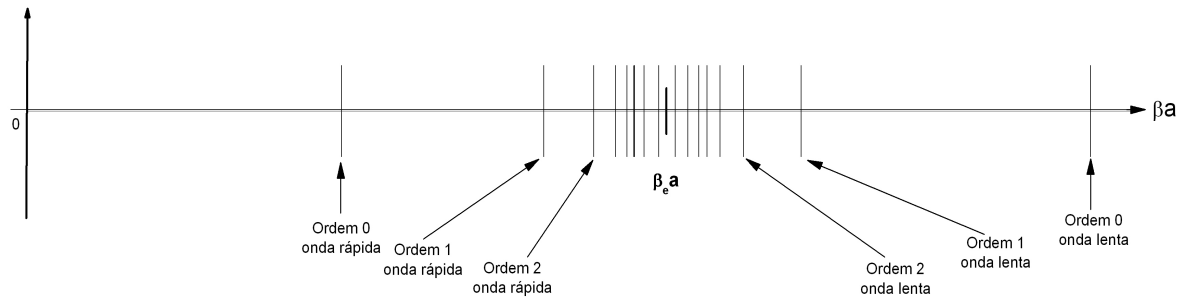 0
βa
βₑa
Ordem 0
onda rápida
Ordem 1
onda rápida
Ordem 2
onda rápida
Ordem 2
onda lenta
Ordem 1
onda lenta
Ordem 0
onda lenta